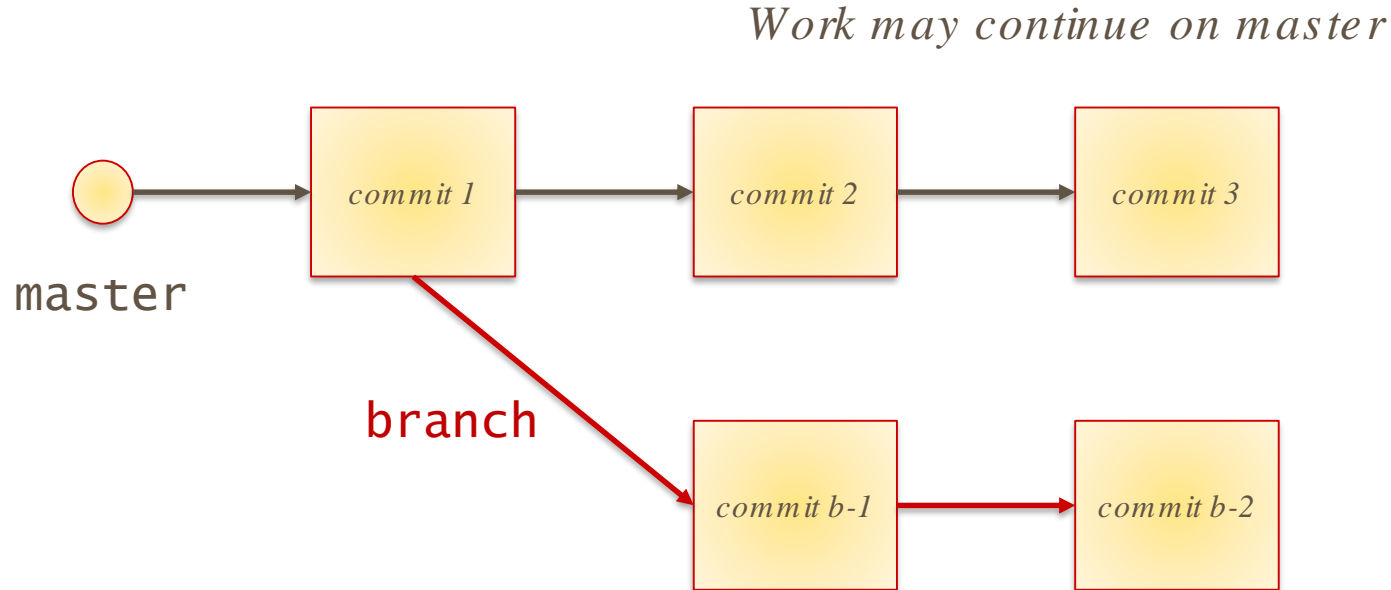 Work may continue on master
commit 1
commit 2
commit 3
master
branch
commit b-1
commit b-2